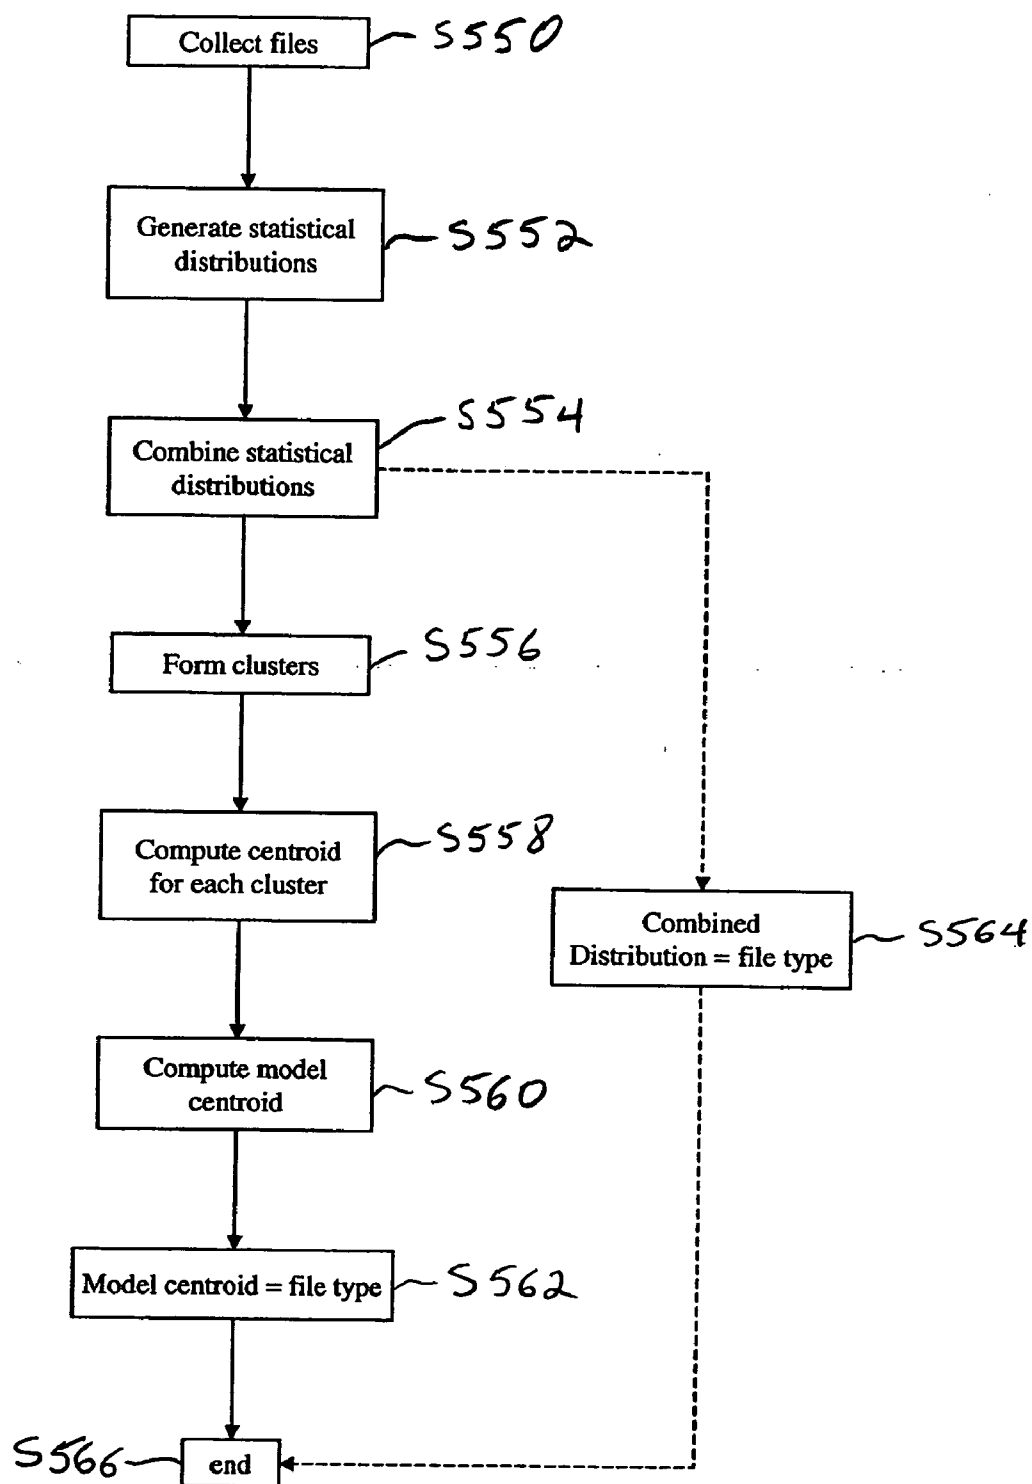 Collect files
S550
Generate statistical
distributions
S552
Combine statistical
distributions
S554
Form clusters
S556
Compute centroid
for each cluster
S558
Combined
Distribution = file type
S564
Compute model
centroid
S560
Model centroid = file type
S562
S566
end